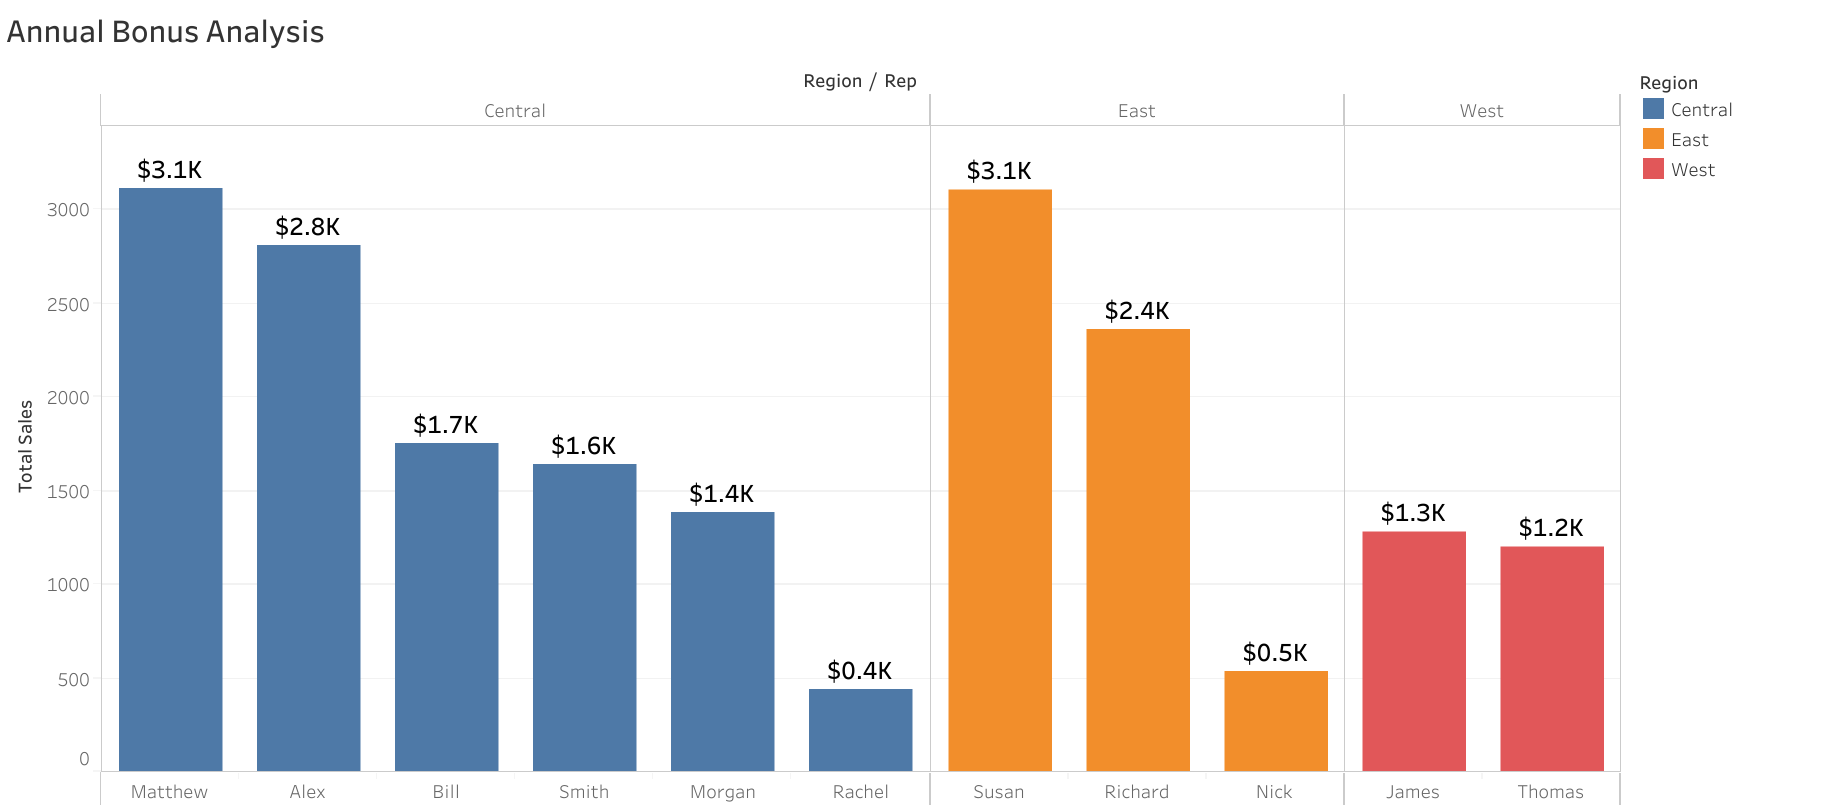 Annual Bonus Analysis
Region / Rep
Central East West
$3.1K $2.8K $1.7K $1.6K $1.4K $0.4K $3.1K $2.4K $0.5K $1.3K $1.2K
Total Sales
3000
2500
2000
1500
1000
500
0
Matthew Alex Bill Smith Morgan Rachel Susan Richard Nick James Thomas
Region
Central
East
West